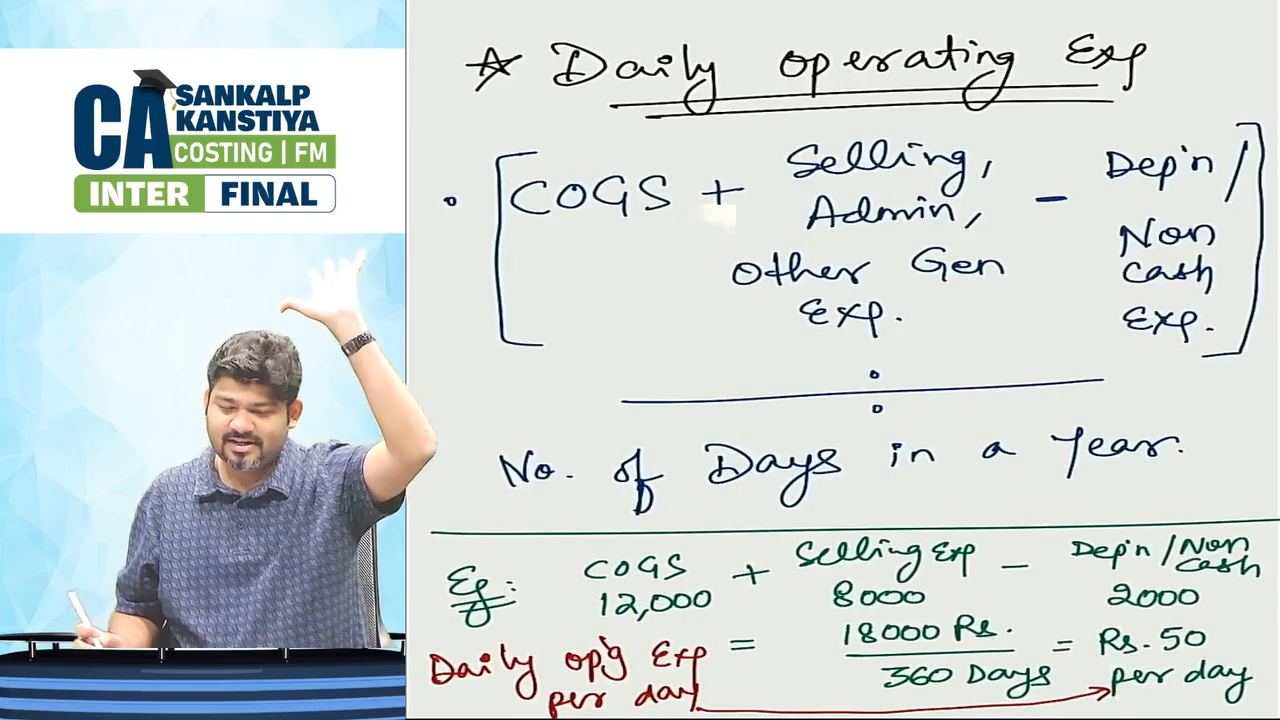 CA SANKALP KANSTIYA
COSTING | FM
INTER FINAL
☆ Daily operating Exp
[COGS + Selling, Admin, Other Gen Exp. - Dep'n / Non Cash Exp.]
÷
No. of Days in a Year.
Eg: COGS + Selling Exp - Dep'n / Non Cash
12,000 8000 2000
= 18000 Rs. = Rs. 50
360 Days per day
Daily op'g Exp
per day